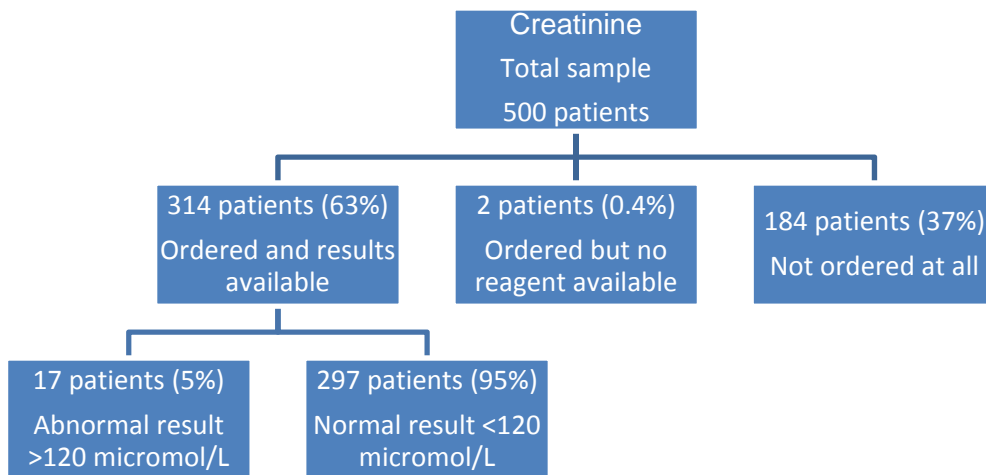 Creatinine
Total sample
500 patients
314 patients (63%)
Ordered and results
available
2 patients (0.4%)
Ordered but no
reagent available
184 patients (37%)
Not ordered at all
17 patients (5%)
Abnormal result
>120 micromol/L
297 patients (95%)
Normal result <120
micromol/L